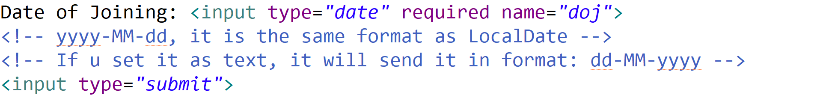 Date of Joining: <input type="date" required name="doj">
<!-- yyyy-MM-dd, it is the same format as LocalDate -->
<!-- If u set it as text, it will send it in format: dd-MM-yyyy -->
<input type="submit">